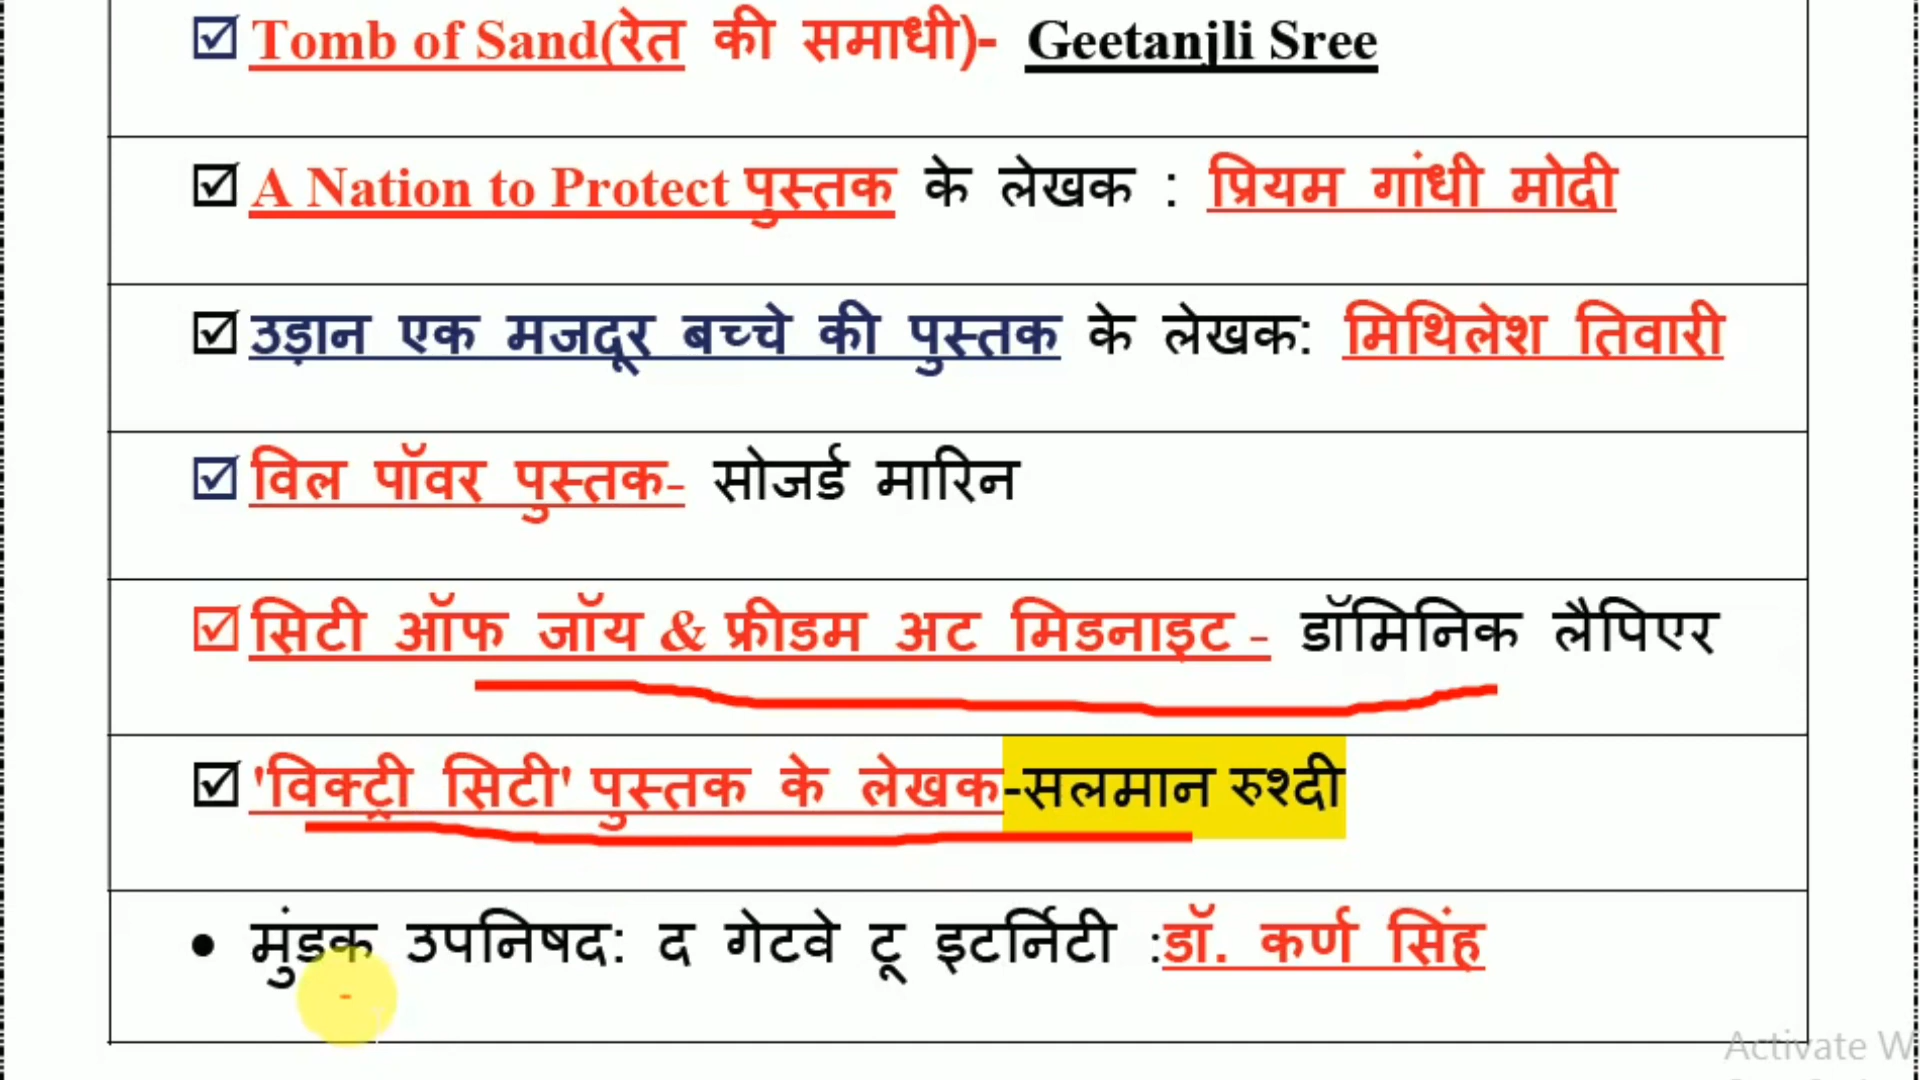 Tomb of Sand(रेत की समाधी)- Geetanjli Sree
A Nation to Protect पुस्तक के लेखक : प्रियम गांधी मोदी
उड़ान एक मजदूर बच्चे की पुस्तक के लेखक: मिथिलेश तिवारी
विल पॉवर पुस्तक- सोजर्ड मारिन
सिटी ऑफ जॉय & फ्रीडम अट मिडनाइट - डॉमिनिक लैपिएर
'विक्ट्री सिटी' पुस्तक के लेखक-सलमान रुश्दी
• मुंडक उपनिषद: द गेटवे टू इटर्निटी :डॉ. कर्ण सिंह
Activate W